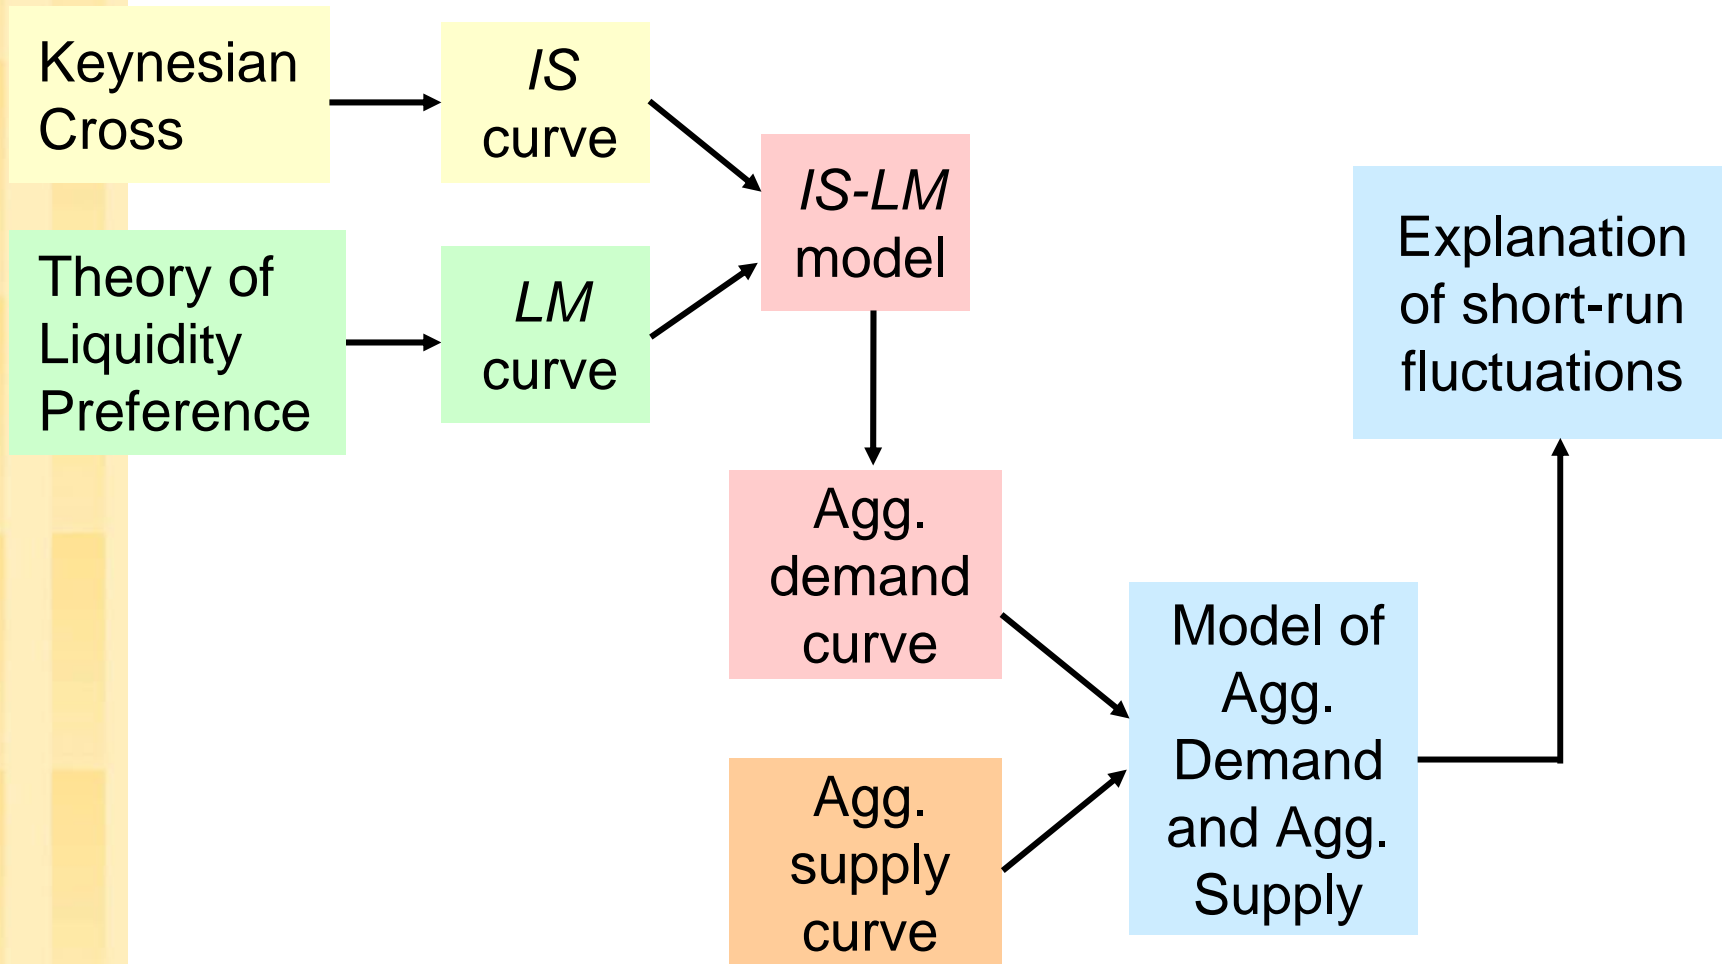 Keynesian
Cross
IS
curve
Theory of
Liquidity
Preference
LM
curve
IS-LM
model
Agg.
demand
curve
Agg.
supply
curve
Model of
Agg.
Demand
and Agg.
Supply
Explanation
of short-run
fluctuations